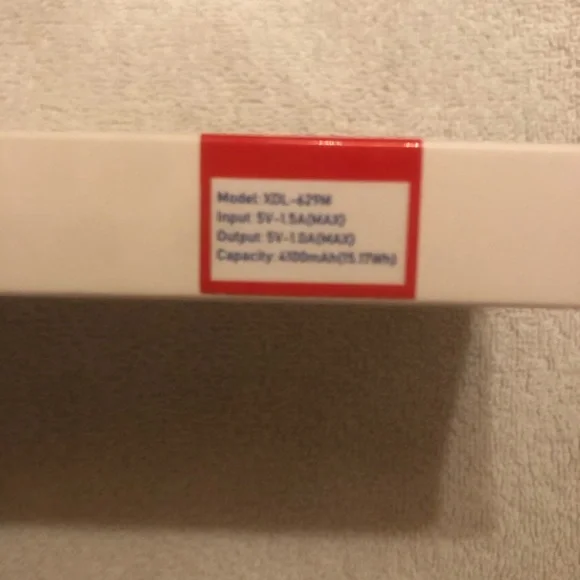 Model: XDL-629M
Input: 5V-1.5A(MAX)
Output: 5V-1.0A(MAX)
Capacity: 4100mAh(15.17Wh)